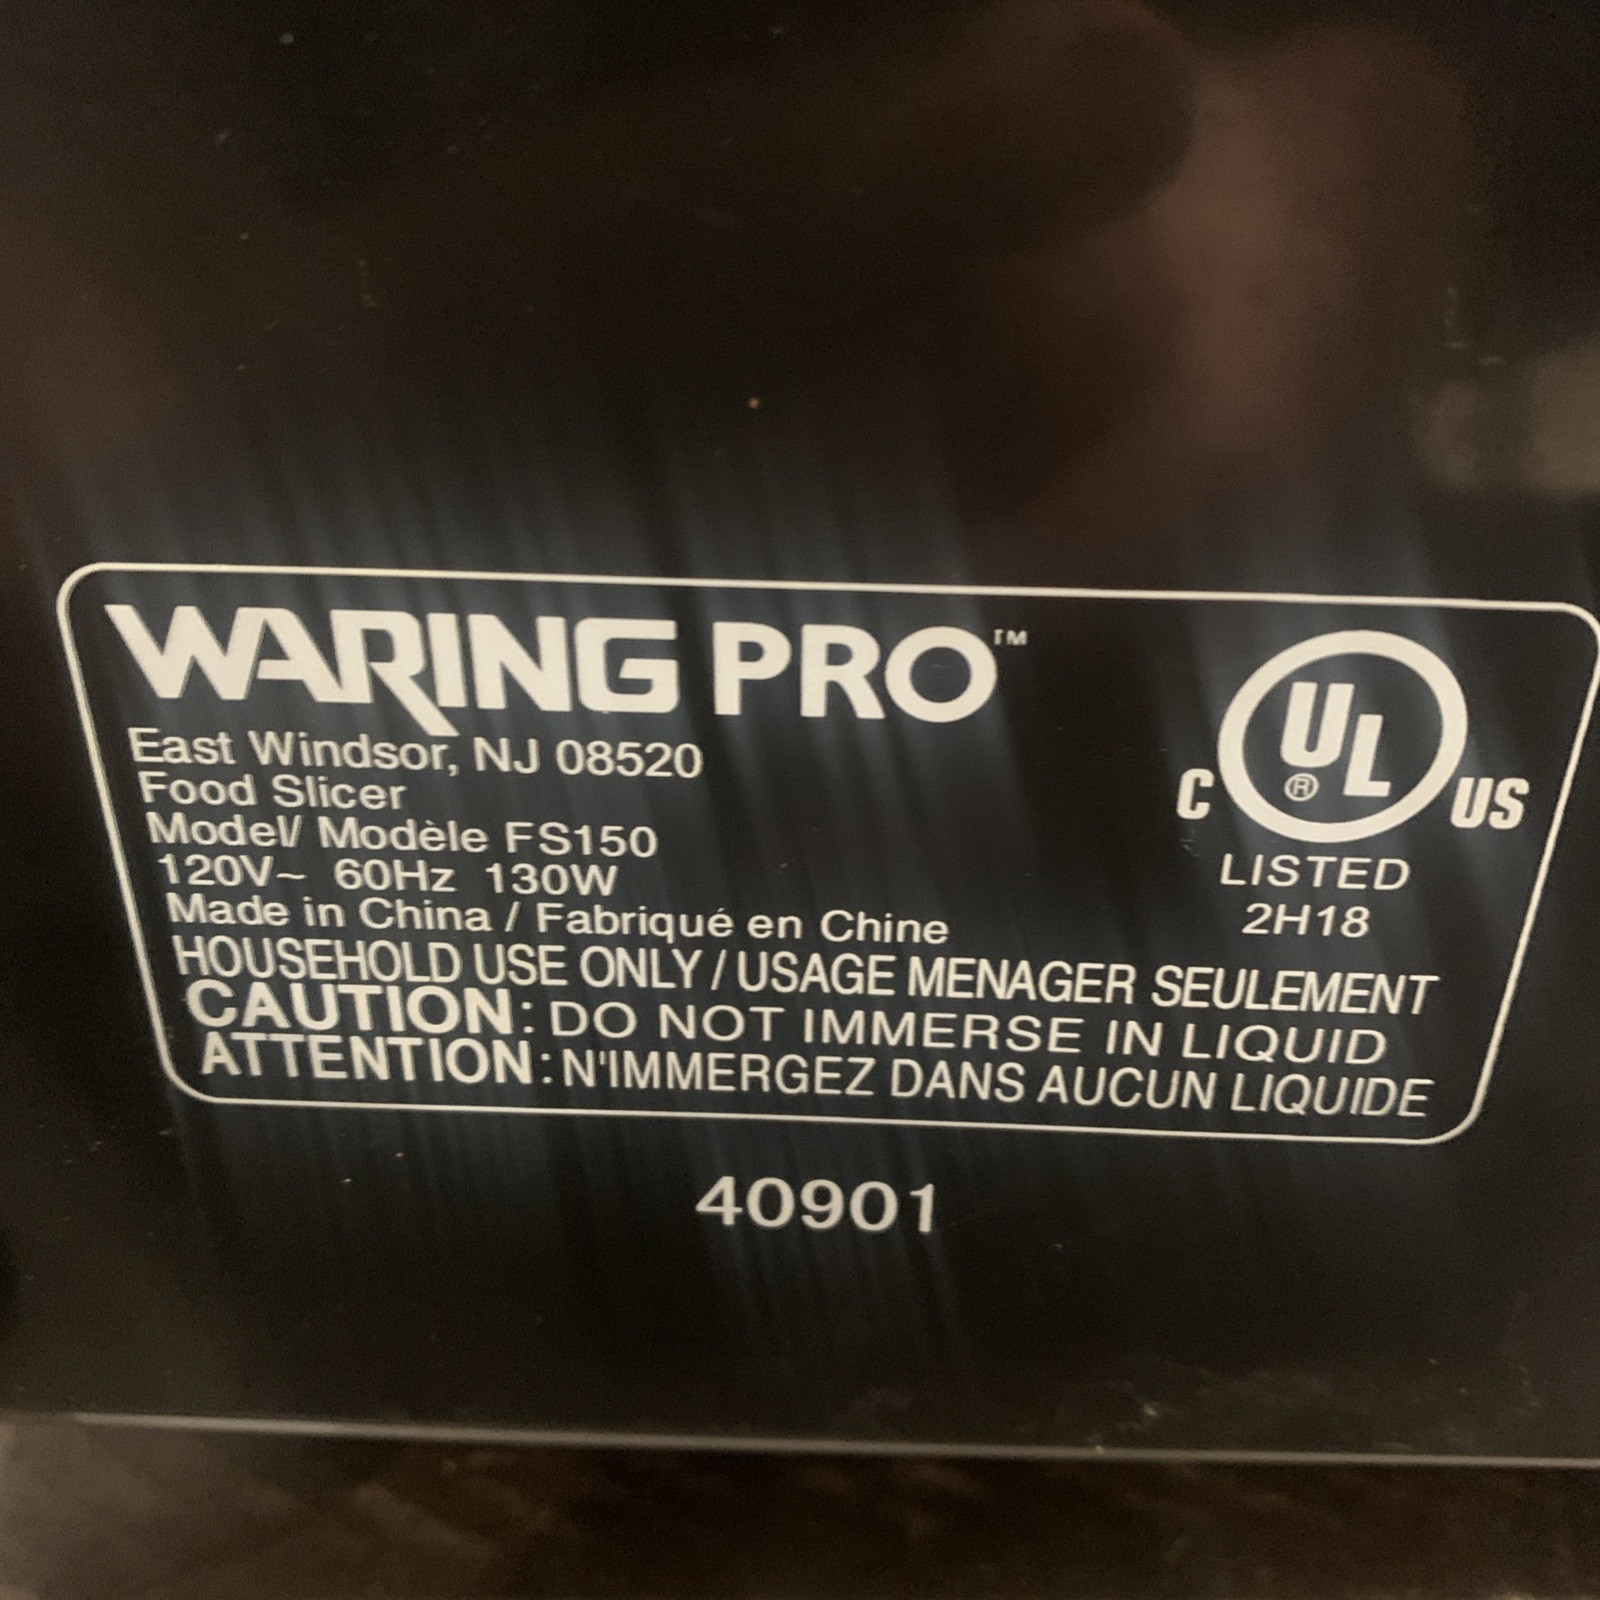 WARING PRO™
East Windsor, NJ 08520
Food Slicer
Model/ Modèle FS150
120V~ 60Hz 130W
Made in China / Fabriqué en Chine
HOUSEHOLD USE ONLY / USAGE MENAGER SEULEMENT
CAUTION: DO NOT IMMERSE IN LIQUID
ATTENTION: N'IMMERGEZ DANS AUCUN LIQUIDE
C UL® US
LISTED
2H18
40901